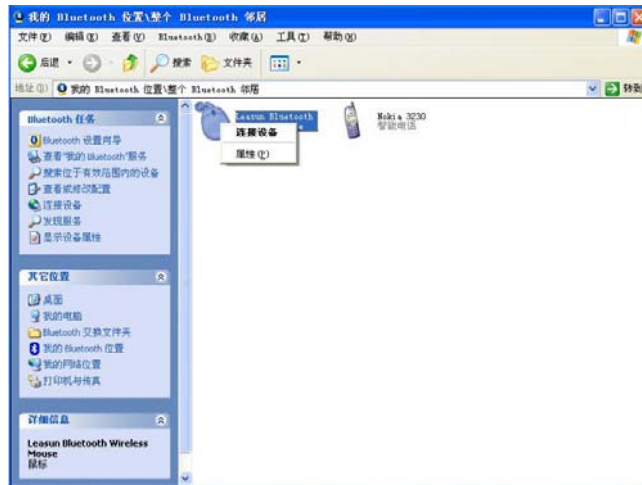 我的 Bluetooth 位置\整个 Bluetooth 邻居
文件(F) 编辑(E) 查看(V) Bluetooth(B) 收藏(A) 工具(T) 帮助(H)
后退 搜索 文件夹
地址(D) 我的 Bluetooth 位置\整个 Bluetooth 邻居 转到
Bluetooth 任务
Bluetooth 设置向导
查看"我的 Bluetooth"服务
搜索位于有效范围内的设备
查看或修改配置
连接设备
发现服务
显示设备属性
其它位置
桌面
我的电脑
Bluetooth 交换文件夹
我的 Bluetooth 位置
我的网络位置
打印机与传真
详细信息
Leasun Bluetooth Wireless
Mouse
鼠标
Leasun Bluetooth
连接设备
属性(P)
Nokia 3230
智能电话